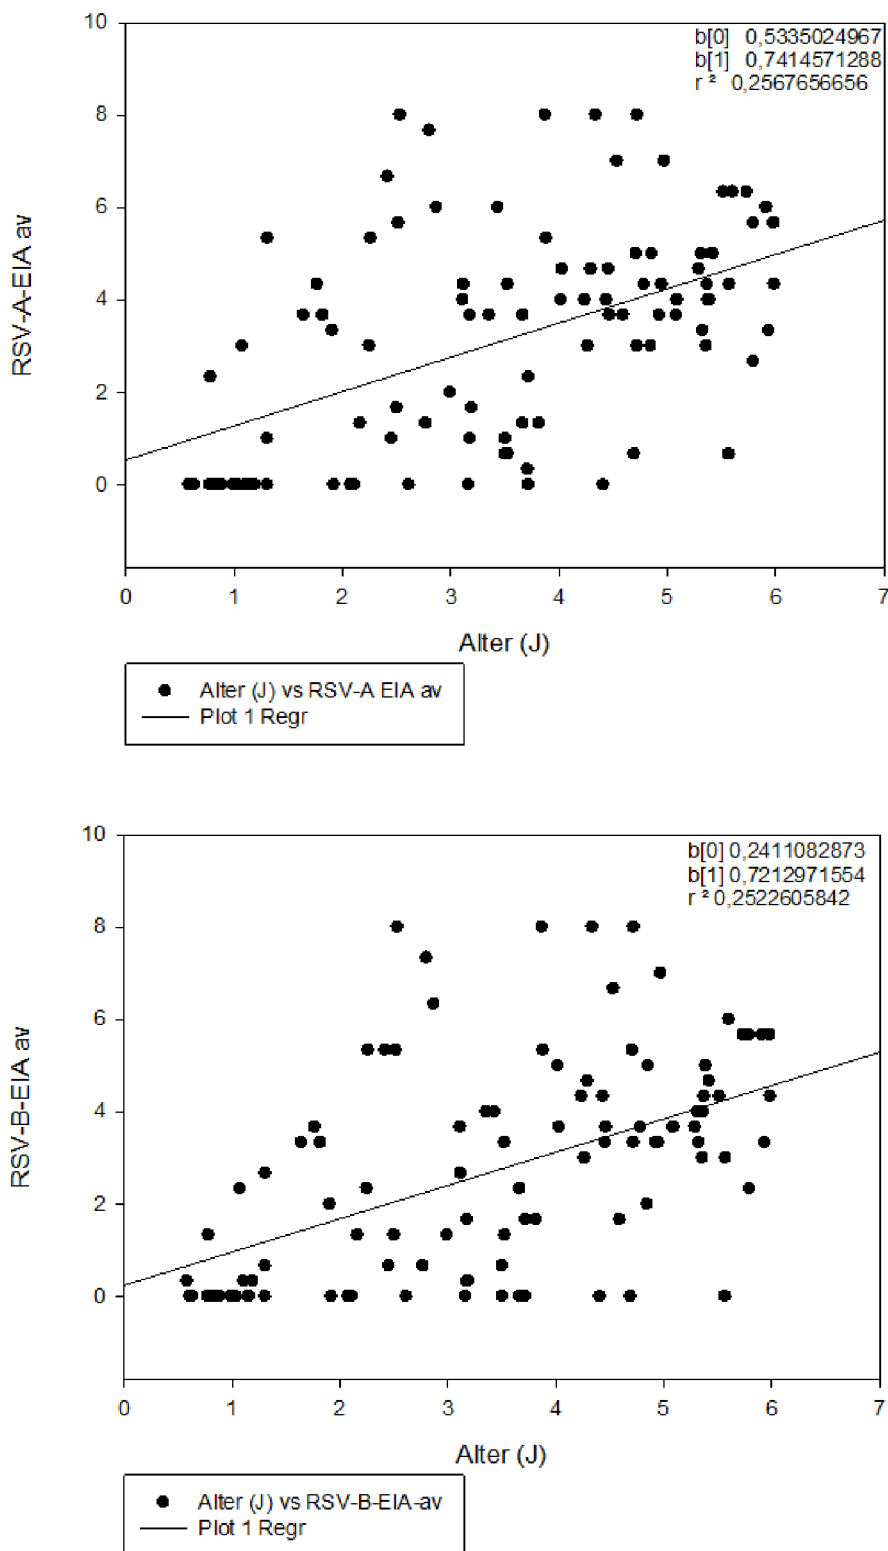 10
8
6
4
2
0
RSV-A-EIA av
b[0] 0,5335024967
b[1] 0,7414571288
r ² 0,2567656656
0 1 2 3 4 5 6 7
Alter (J)
Alter (J) vs RSV-A EIA av
Plot 1 Regr
10
8
6
4
2
0
RSV-B-EIA av
b[0] 0,2411082873
b[1] 0,7212971554
r ² 0,2522605842
0 1 2 3 4 5 6 7
Alter (J)
Alter (J) vs RSV-B-EIA-av
Plot 1 Regr